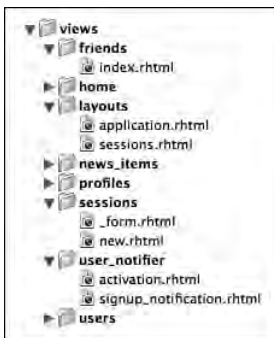 views
friends
index.rhtml
home
layouts
application.rhtml
sessions.rhtml
news_items
profiles
sessions
_form.rhtml
new.rhtml
user_notifier
activation.rhtml
signup_notification.rhtml
users